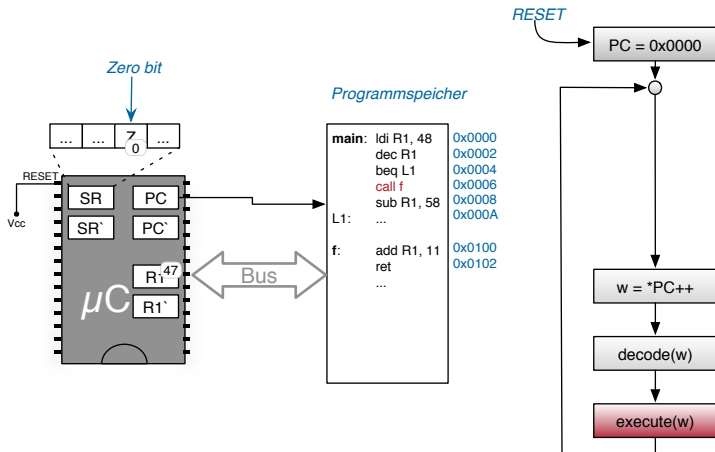 RESET
PC = 0x0000
Zero bit
Programmspeicher
... ... Z ...
0
main: ldi R1, 48 0x0000
dec R1 0x0002
beq L1 0x0004
call f 0x0006
sub R1, 58 0x0008
L1: ... 0x000A
f: add R1, 11 0x0100
ret 0x0102
...
RESET
Vcc
SR PC
SR` PC`
R1 47
R1`
µC
Bus
w = *PC++
decode(w)
execute(w)